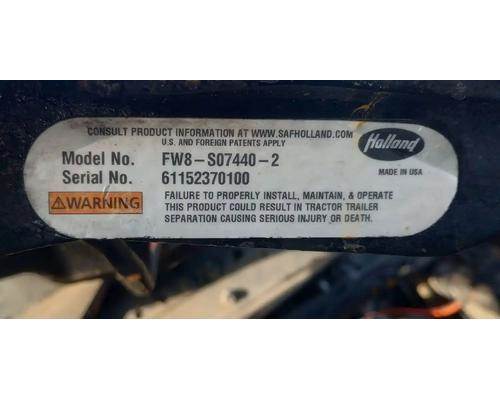 CONSULT PRODUCT INFORMATION AT WWW.SAFHOLLAND.COM
U.S. AND FOREIGN PATENTS APPLY
Holland
MADE IN USA
Model No. FW8-S07440-2
Serial No. 61152370100
WARNING
FAILURE TO PROPERLY INSTALL, MAINTAIN, & OPERATE
THIS PRODUCT COULD RESULT IN TRACTOR TRAILER
SEPARATION CAUSING SERIOUS INJURY OR DEATH.